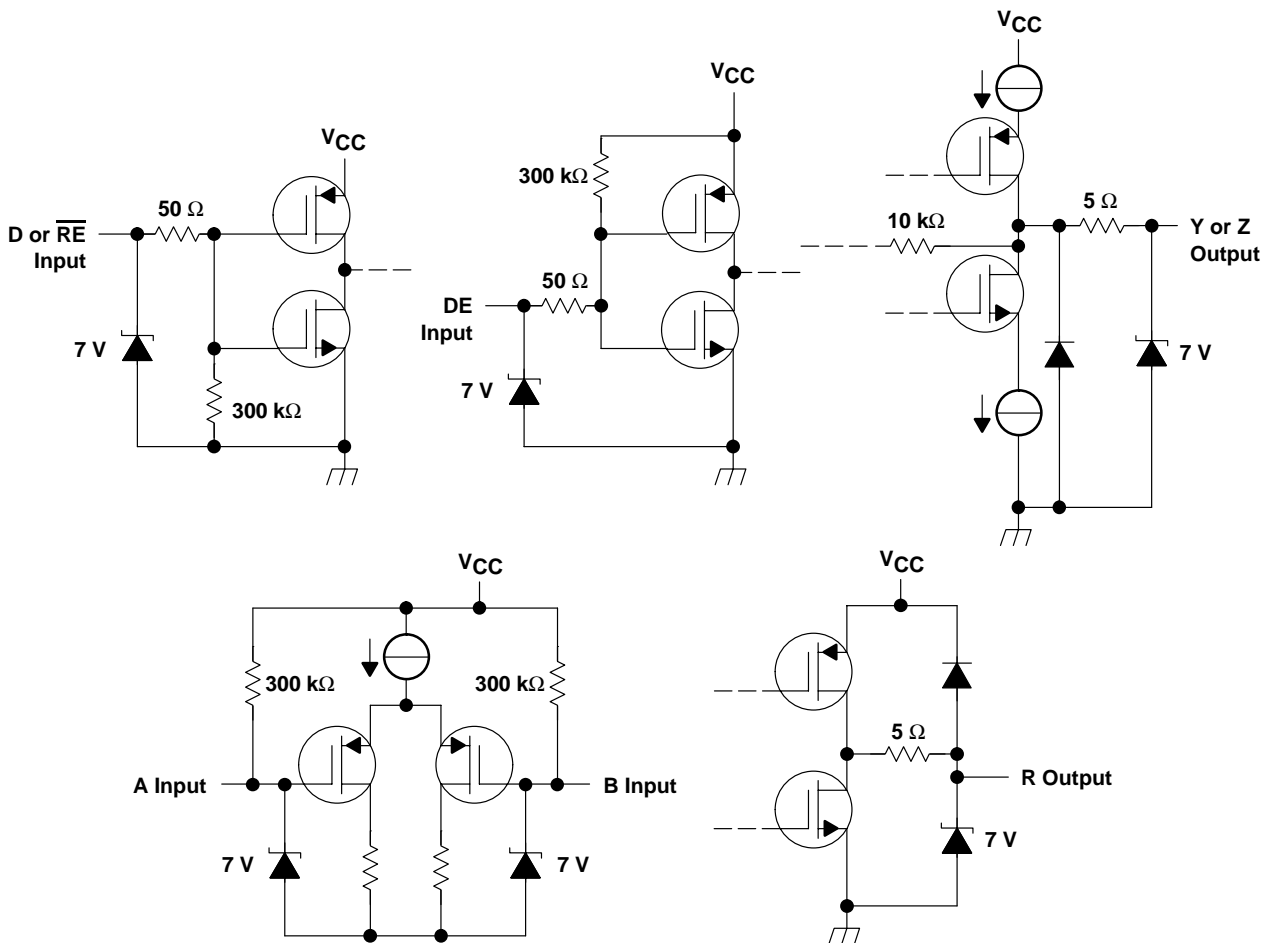 VCC
D or RE
Input
50 Ω
7 V
300 kΩ
VCC
300 kΩ
50 Ω
DE
Input
7 V
VCC
10 kΩ
5 Ω
Y or Z
Output
7 V
VCC
300 kΩ
300 kΩ
A Input
B Input
7 V
7 V
VCC
5 Ω
R Output
7 V